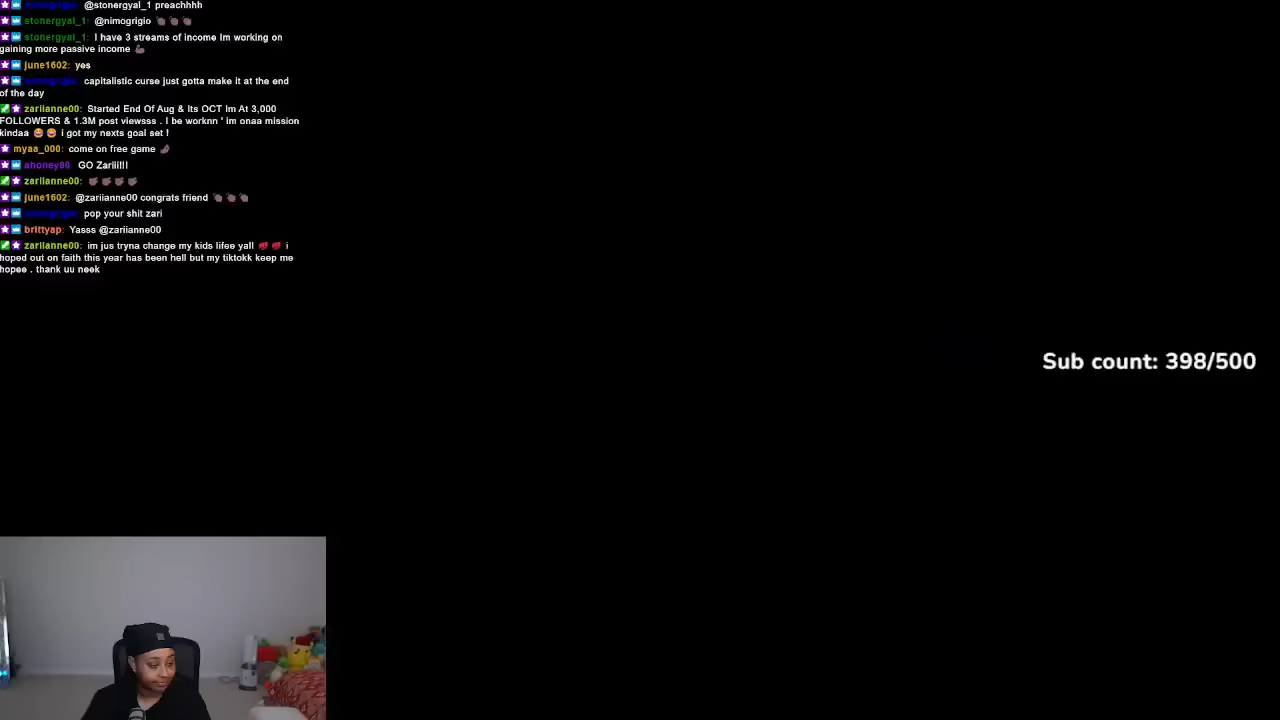 nimogrigio: @stonergyal_1 preachhhh
stonergyal_1: @nimogrigio
stonergyal_1: I have 3 streams of income Im working on
gaining more passive income
june1602: yes
nimogrigio: capitalistic curse just gotta make it at the end
of the day
zariianne00: Started End Of Aug & Its OCT Im At 3,000
FOLLOWERS & 1.3M post viewsss . I be worknn ' im onaa mission
kindaa 😂 😂 i got my nexts goal set !
myaa_000: come on free game
ahoney80: GO Zariii!!!
zariianne00:
june1602: @zariianne00 congrats friend
nimogrigio: pop your shit zari
brittyap: Yasss @zariianne00
zariianne00: im jus tryna change my kids lifee yall i
hoped out on faith this year has been hell but my tiktokk keep me
hopee . thank uu neek
Sub count: 398/500